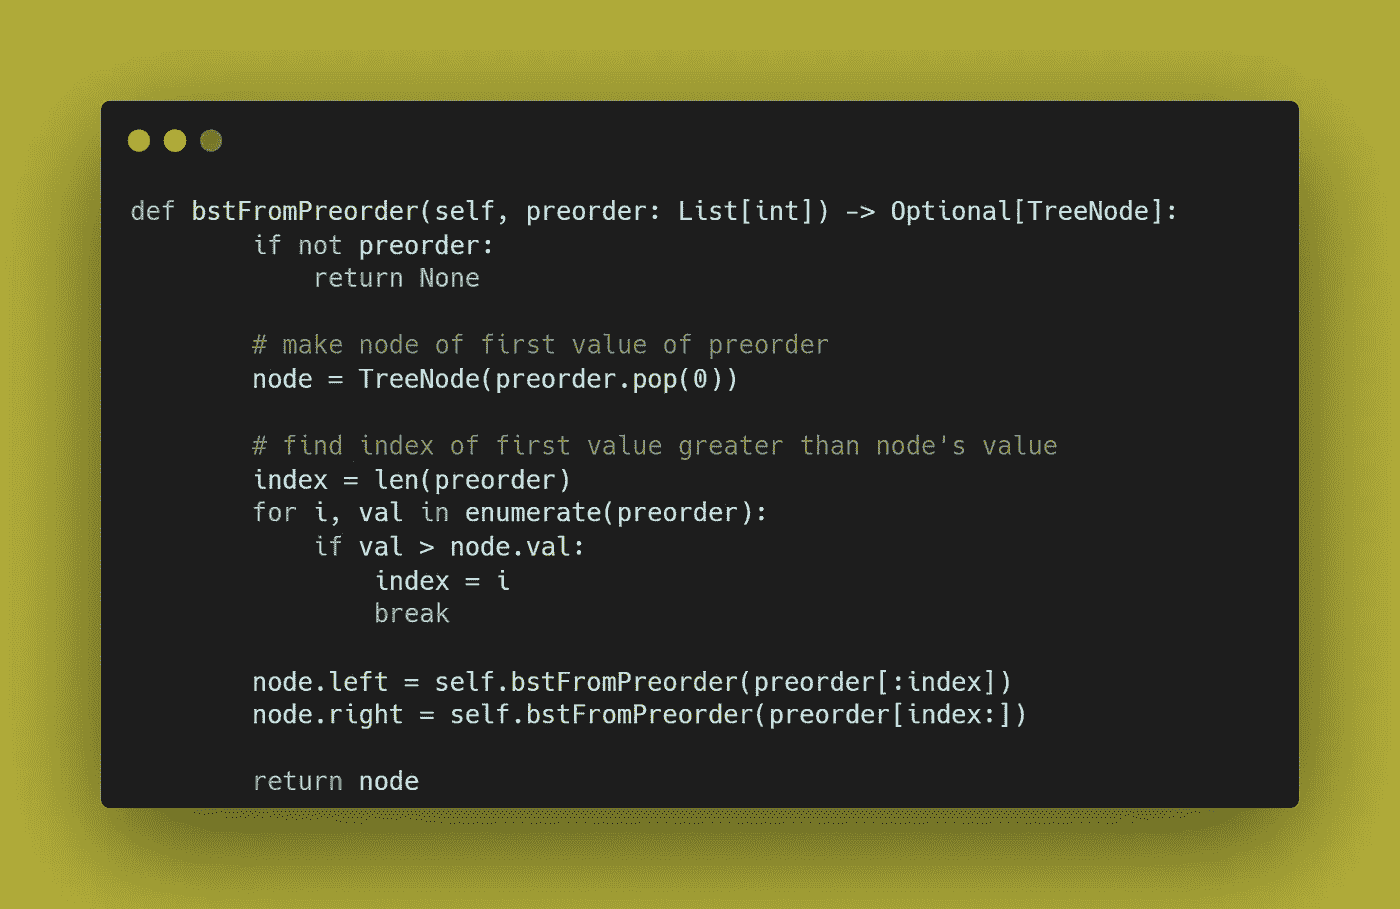 def bstFromPreorder(self, preorder: List[int]) -> Optional[TreeNode]:
        if not preorder:
            return None

        # make node of first value of preorder
        node = TreeNode(preorder.pop(0))

        # find index of first value greater than node's value
        index = len(preorder)
        for i, val in enumerate(preorder):
            if val > node.val:
                index = i
                break

        node.left = self.bstFromPreorder(preorder[:index])
        node.right = self.bstFromPreorder(preorder[index:])

        return node